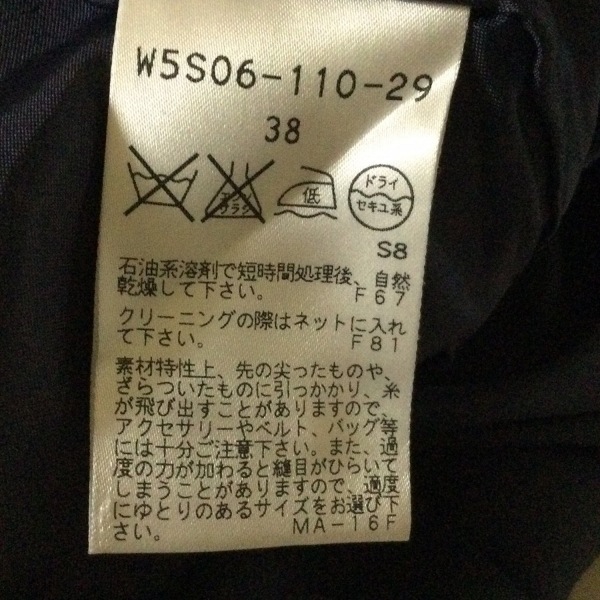 W5S06-110-29
38
エンソ
サラシ
低
ドライ
セキユ系
S8
石油系溶剤で短時間処理後、自然
乾燥して下さい。 F67
クリーニングの際はネットに入れ
て下さい。 F81
素材特性上、先の尖ったものや、
ざらついたものに引っかかり、糸
が飛び出すことがありますので、
アクセサリーやベルト、バッグ等
には十分ご注意下さい。また、過
度の力が加わると縫目がひらいて
しまうことがありますので、適度
にゆとりのあるサイズをお選び下
さい。 MA-16F